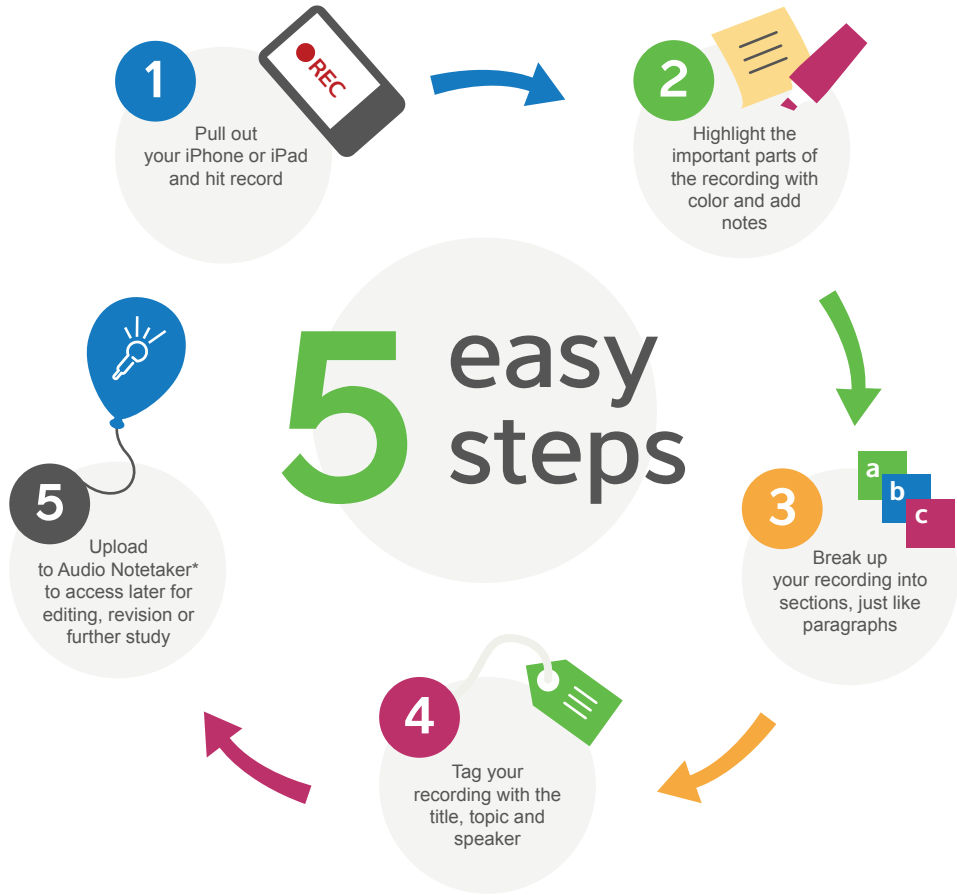 1
REC
Pull out
your iPhone or iPad
and hit record
2
Highlight the
important parts of
the recording with
color and add
notes
5 easy
steps
3
a
b
c
Break up
your recording into
sections, just like
paragraphs
4
Tag your
recording with the
title, topic and
speaker
5
Upload
to Audio Notetaker*
to access later for
editing, revision or
further study